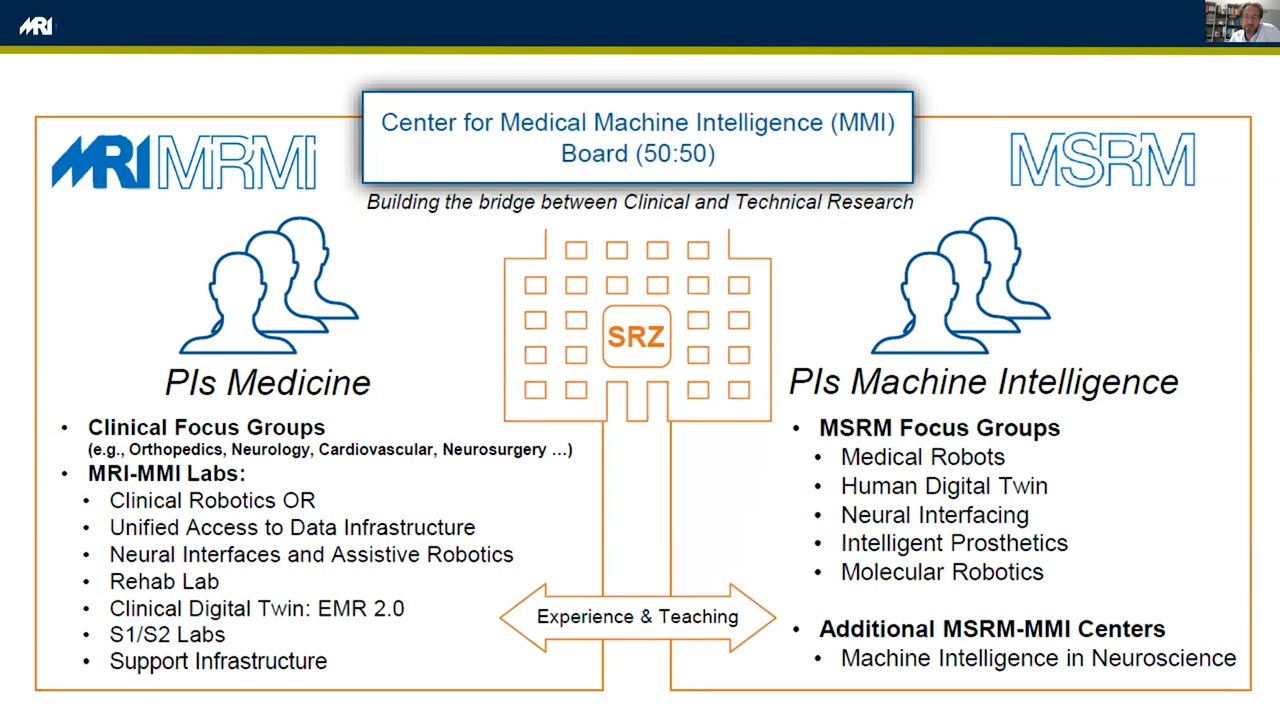 MRI
Center for Medical Machine Intelligence (MMI)
Board (50:50)
MRI MRMI
MSRM
Building the bridge between Clinical and Technical Research
SRZ
PIs Medicine
• Clinical Focus Groups
(e.g., Orthopedics, Neurology, Cardiovascular, Neurosurgery ...)
• MRI-MMI Labs:
• Clinical Robotics OR
• Unified Access to Data Infrastructure
• Neural Interfaces and Assistive Robotics
• Rehab Lab
• Clinical Digital Twin: EMR 2.0
• S1/S2 Labs
• Support Infrastructure
Experience & Teaching
PIs Machine Intelligence
• MSRM Focus Groups
• Medical Robots
• Human Digital Twin
• Neural Interfacing
• Intelligent Prosthetics
• Molecular Robotics
• Additional MSRM-MMI Centers
• Machine Intelligence in Neuroscience